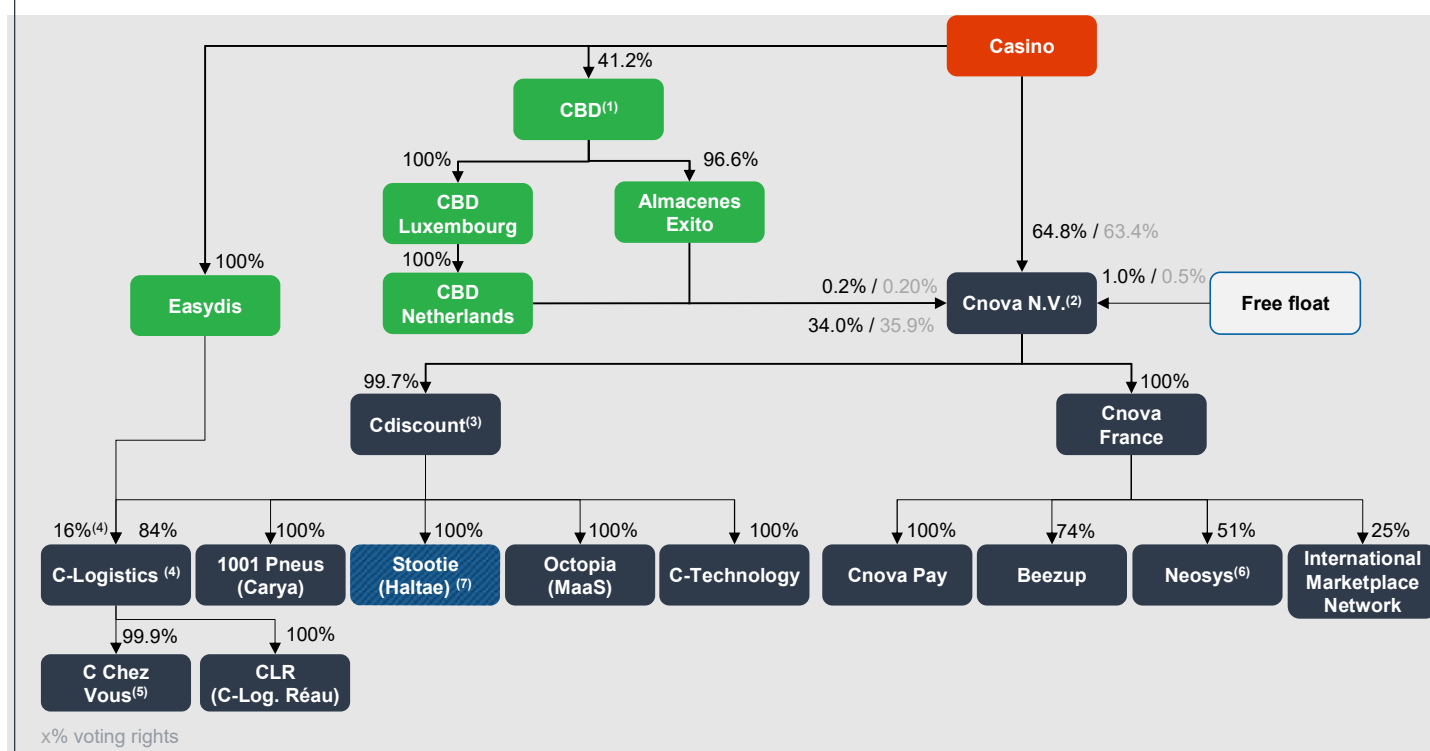 Casino
41.2%
CBD(1)
100%
96.6%
CBD
Luxembourg
Almacenes
Exito
64.8% / 63.4%
100%
100%
1.0% / 0.5%
Easydis
CBD
Netherlands
0.2% / 0.20%
34.0% / 35.9%
Cnova N.V.(2)
Free float
99.7%
100%
Cdiscount(3)
Cnova
France
16%(4)
84%
100%
100%
100%
100%
100%
74%
51%
25%
C-Logistics (4)
1001 Pneus
(Carya)
Stootie
(Haltae) (7)
Octopia
(MaaS)
C-Technology
Cnova Pay
Beezup
Neosys(6)
International
Marketplace
Network
99.9%
100%
C Chez
Vous(5)
CLR
(C-Log. Réau)
x% voting rights